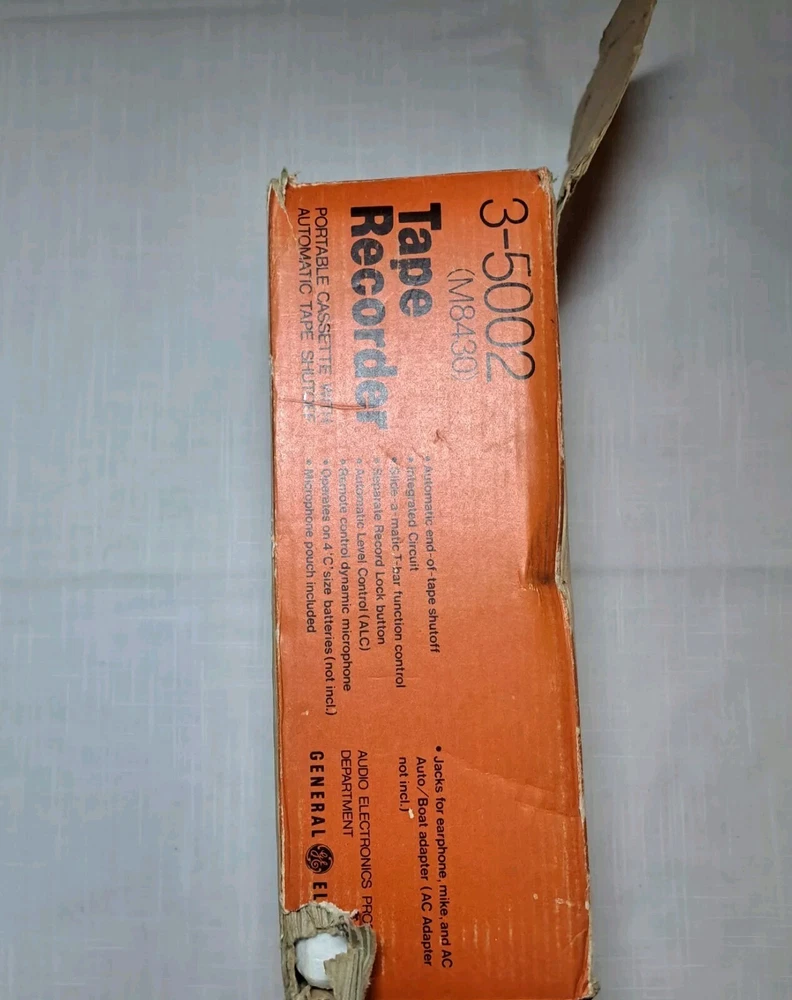 3-5002
(M8430)
Tape
Recorder
PORTABLE CASSETTE WITH
AUTOMATIC TAPE SHUTOFF
• Automatic end-of-tape shutoff
• Integrated Circuit
• Slide-a-matic T-bar function control
• Separate Record Lock button
• Automatic Level Control (ALC)
• Remote control dynamic microphone
• Operates on 4 'C' size batteries (not incl.)
• Microphone pouch included
• Jacks for earphone, mike, and AC
Auto/Boat adapter (AC Adapter
not incl.)
AUDIO ELECTRONICS PRO
DEPARTMENT
GENERAL GE EL